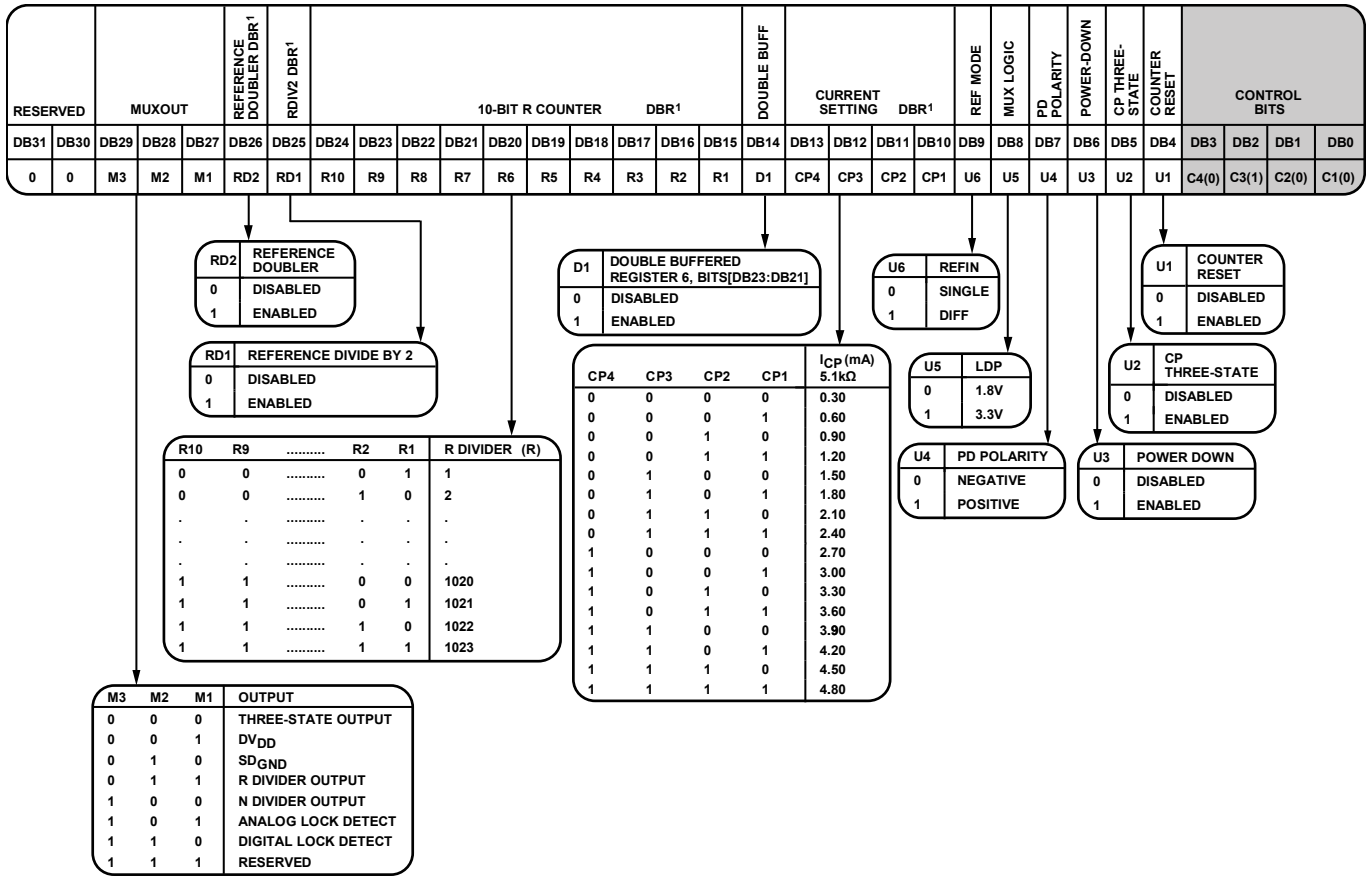 RESERVED MUXOUT REFERENCE DOUBLER DBR1 RDIV2 DBR1 10-BIT R COUNTER DBR1 DOUBLE BUFF CURRENT SETTING DBR1 REF MODE MUX LOGIC PD POLARITY POWER-DOWN CP THREE-STATE COUNTER RESET CONTROL BITS
DB31 DB30 DB29 DB28 DB27 DB26 DB25 DB24 DB23 DB22 DB21 DB20 DB19 DB18 DB17 DB16 DB15 DB14 DB13 DB12 DB11 DB10 DB9 DB8 DB7 DB6 DB5 DB4 DB3 DB2 DB1 DB0
0 0 M3 M2 M1 RD2 RD1 R10 R9 R8 R7 R6 R5 R4 R3 R2 R1 D1 CP4 CP3 CP2 CP1 U6 U5 U4 U3 U2 U1 C4(0) C3(1) C2(0) C1(0)
RD2 REFERENCE DOUBLER
0 DISABLED
1 ENABLED
RD1 REFERENCE DIVIDE BY 2
0 DISABLED
1 ENABLED
R10 R9 .......... R2 R1 R DIVIDER (R)
0 0 .......... 0 1 1
0 0 .......... 1 0 2
. . .......... . . .
. . .......... . . .
. . .......... . . .
1 1 .......... 0 0 1020
1 1 .......... 0 1 1021
1 1 .......... 1 0 1022
1 1 .......... 1 1 1023
D1 DOUBLE BUFFERED
REGISTER 6, BITS[DB23:DB21]
0 DISABLED
1 ENABLED
CP4 CP3 CP2 CP1 ICP (mA) 5.1kΩ
0 0 0 0 0.30
0 0 0 1 0.60
0 0 1 0 0.90
0 0 1 1 1.20
0 1 0 0 1.50
0 1 0 1 1.80
0 1 1 0 2.10
0 1 1 1 2.40
1 0 0 0 2.70
1 0 0 1 3.00
1 0 1 0 3.30
1 0 1 1 3.60
1 1 0 0 3.90
1 1 0 1 4.20
1 1 1 0 4.50
1 1 1 1 4.80
U6 REFIN
0 SINGLE
1 DIFF
U5 LDP
0 1.8V
1 3.3V
U4 PD POLARITY
0 NEGATIVE
1 POSITIVE
U1 COUNTER RESET
0 DISABLED
1 ENABLED
U2 CP THREE-STATE
0 DISABLED
1 ENABLED
U3 POWER DOWN
0 DISABLED
1 ENABLED
M3 M2 M1 OUTPUT
0 0 0 THREE-STATE OUTPUT
0 0 1 DVDD
0 1 0 SDGND
0 1 1 R DIVIDER OUTPUT
1 0 0 N DIVIDER OUTPUT
1 0 1 ANALOG LOCK DETECT
1 1 0 DIGITAL LOCK DETECT
1 1 1 RESERVED